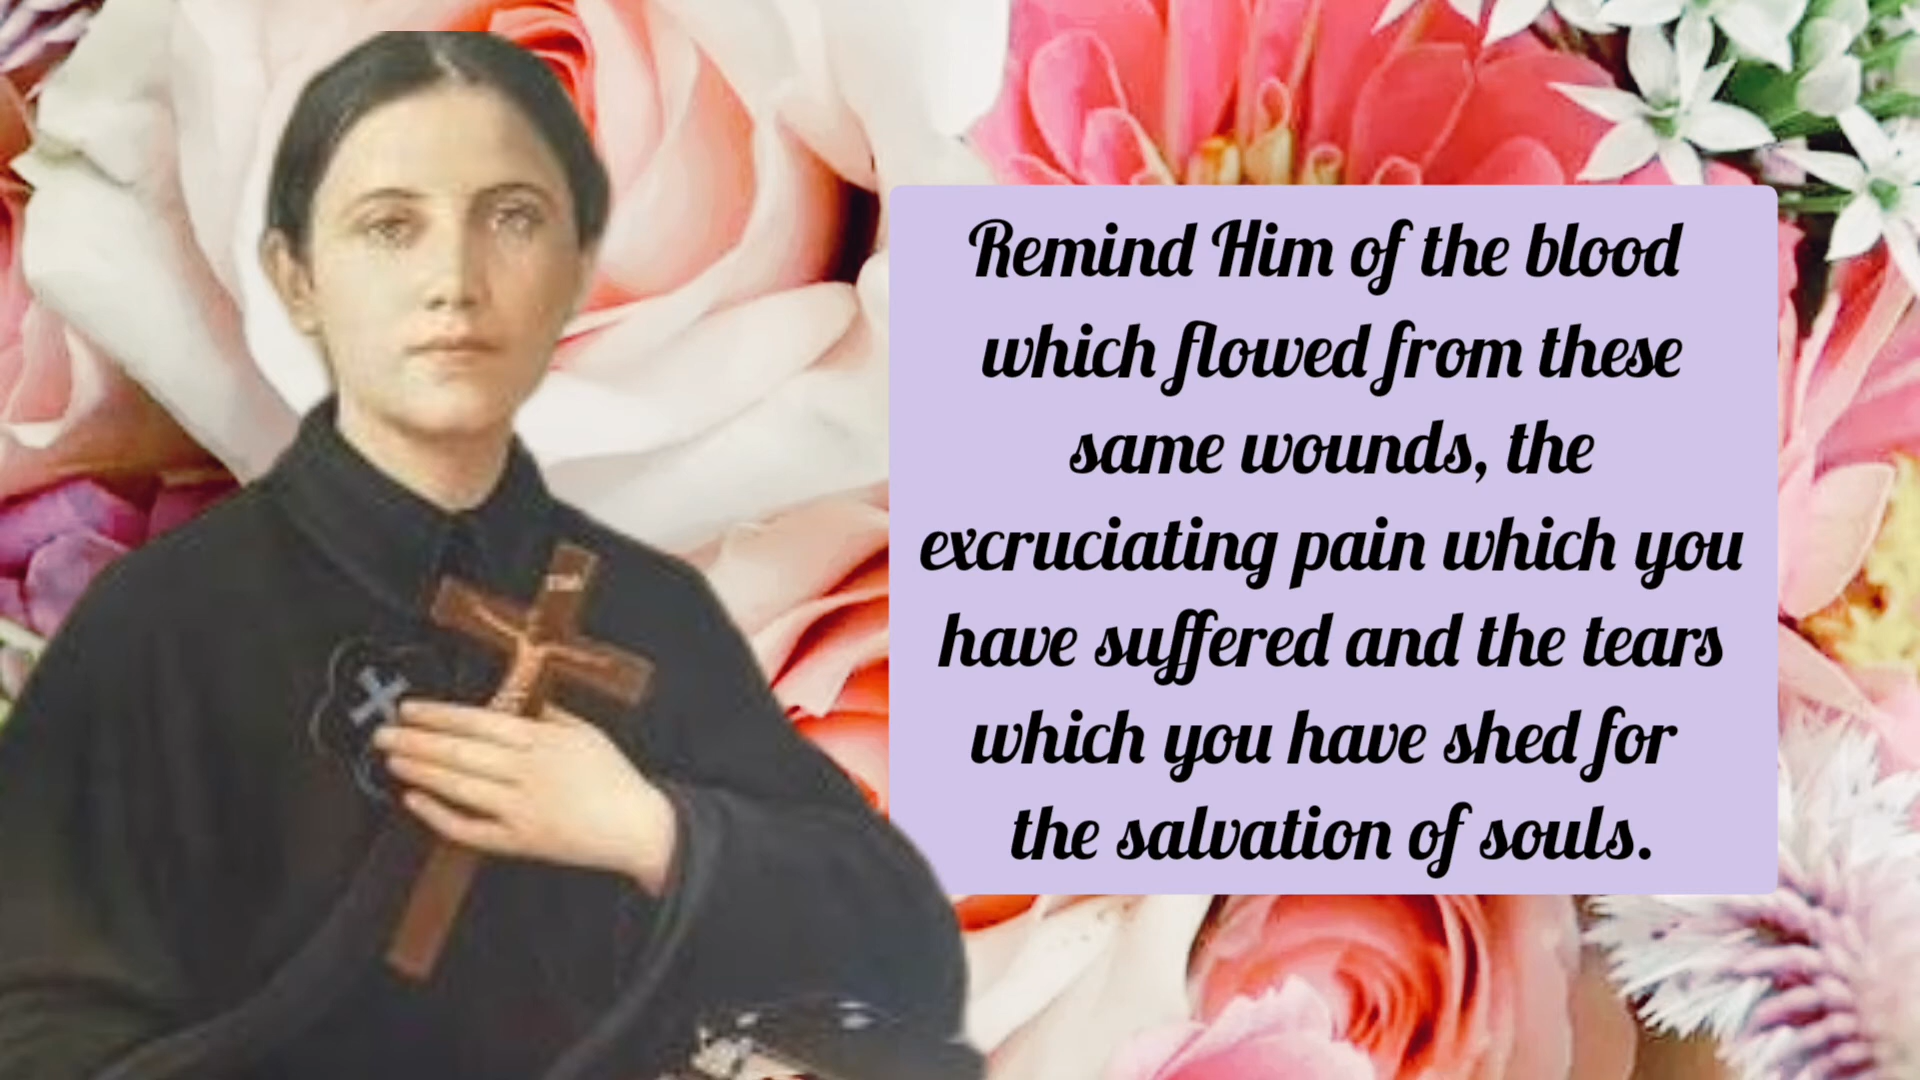 Remind Him of the blood
which flowed from these
same wounds, the
excruciating pain which you
have suffered and the tears
which you have shed for
the salvation of souls.